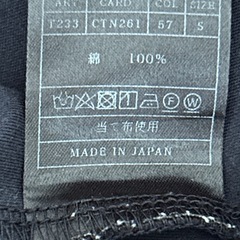 ART CARD COL SIZE
T233 CTN261 57 S
綿 100%
当て布使用
MADE IN JAPAN